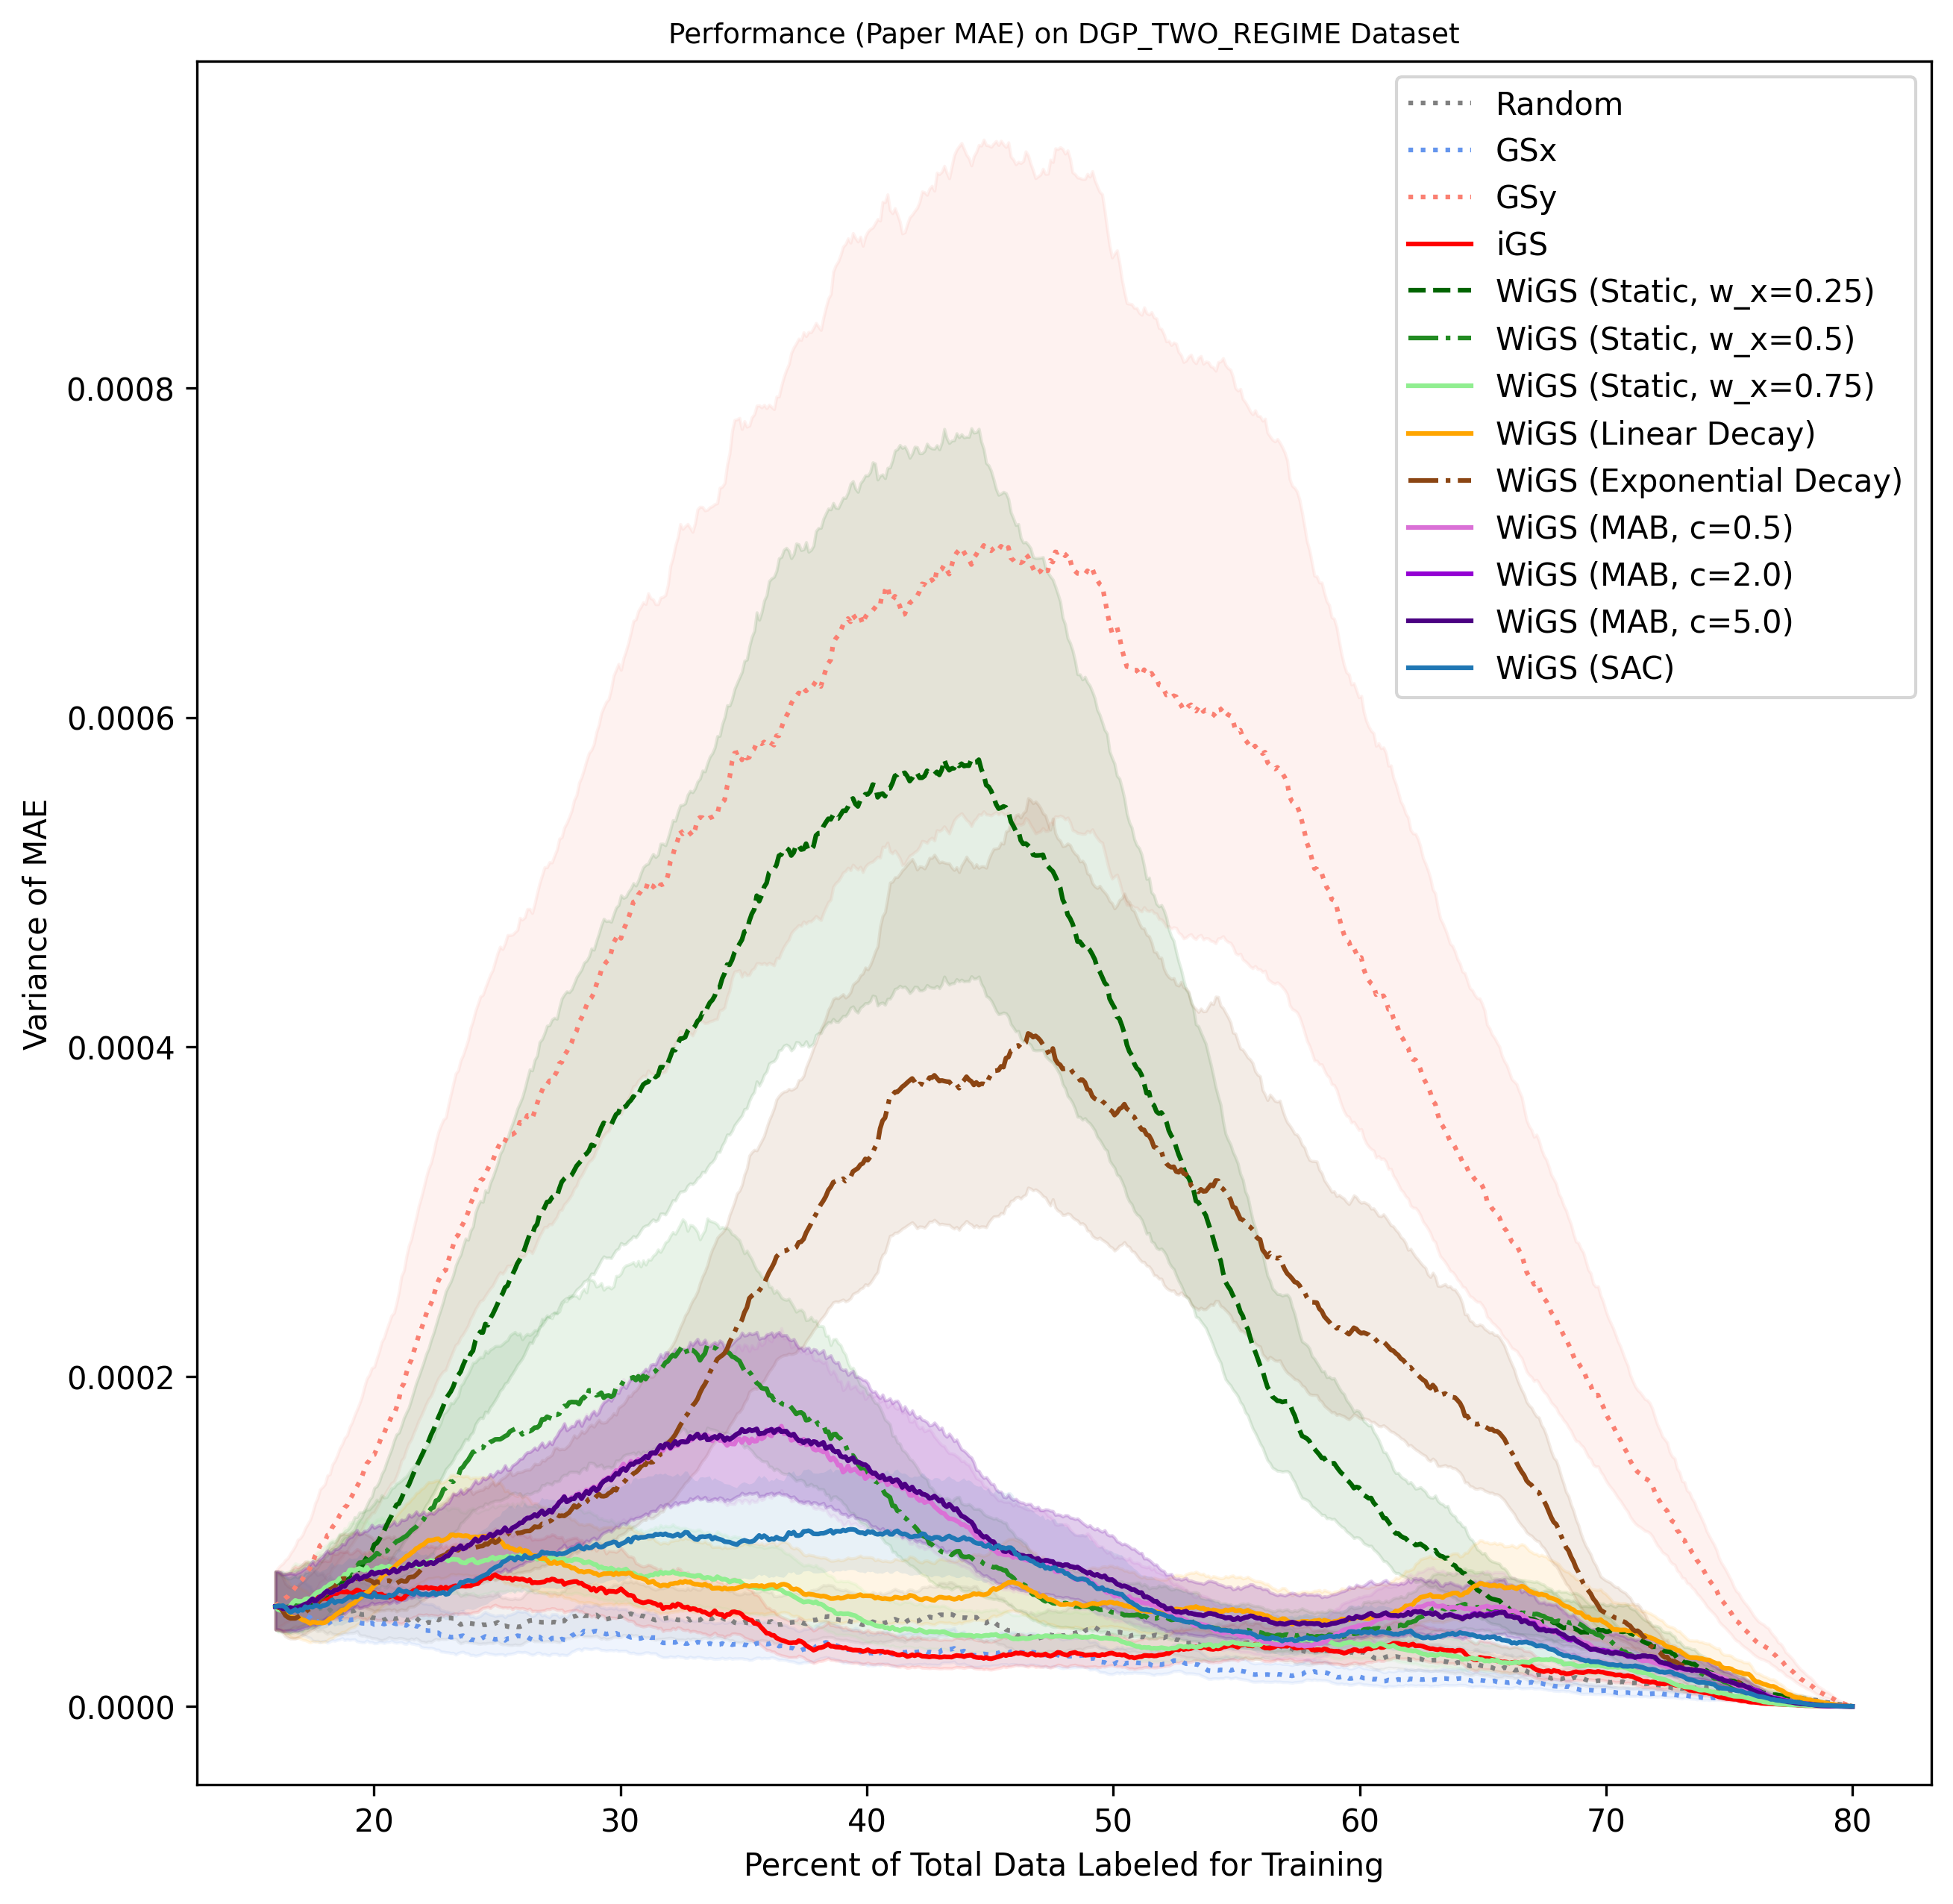 Performance (Paper MAE) on DGP_TWO_REGIME Dataset
Random
GSx
GSy
iGS
WiGS (Static, w_x=0.25)
WiGS (Static, w_x=0.5)
WiGS (Static, w_x=0.75)
WiGS (Linear Decay)
WiGS (Exponential Decay)
WiGS (MAB, c=0.5)
WiGS (MAB, c=2.0)
WiGS (MAB, c=5.0)
WiGS (SAC)
Variance of MAE
0.0008
0.0006
0.0004
0.0002
0.0000
20 30 40 50 60 70 80
Percent of Total Data Labeled for Training